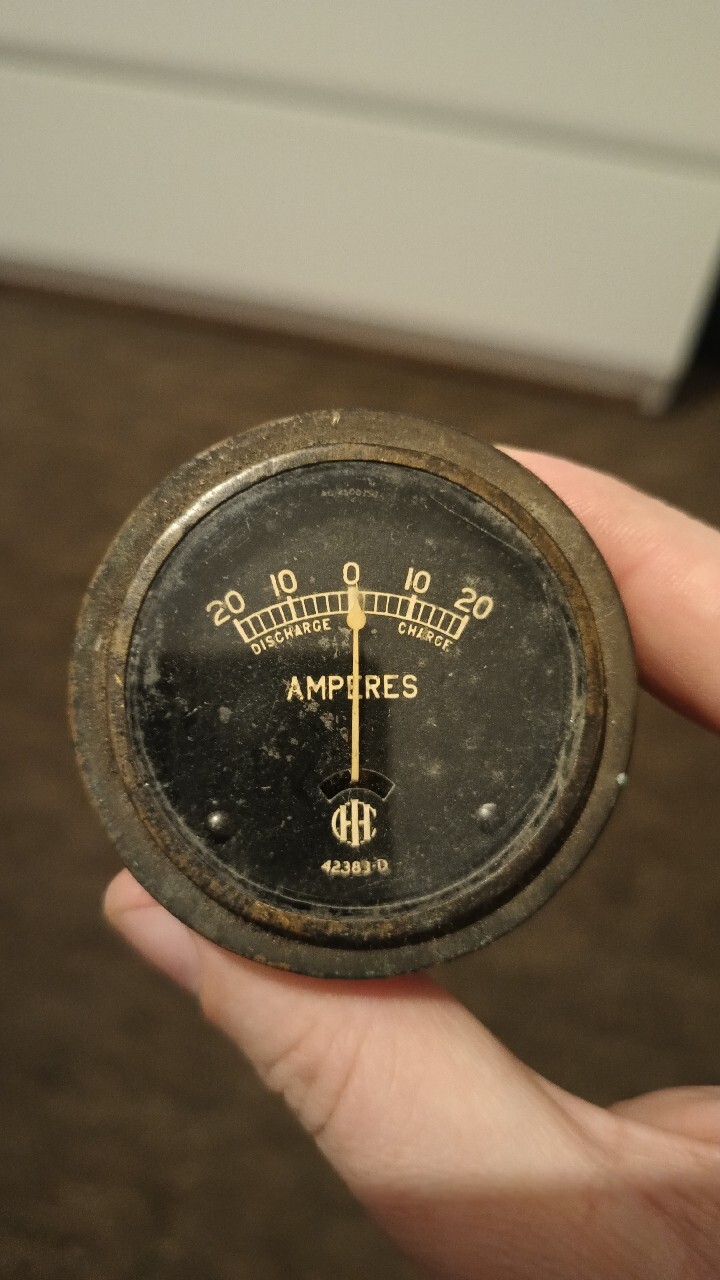 20 10 0 10 20
DISCHARGE CHARGE
AMPERES
IHC
42383-D